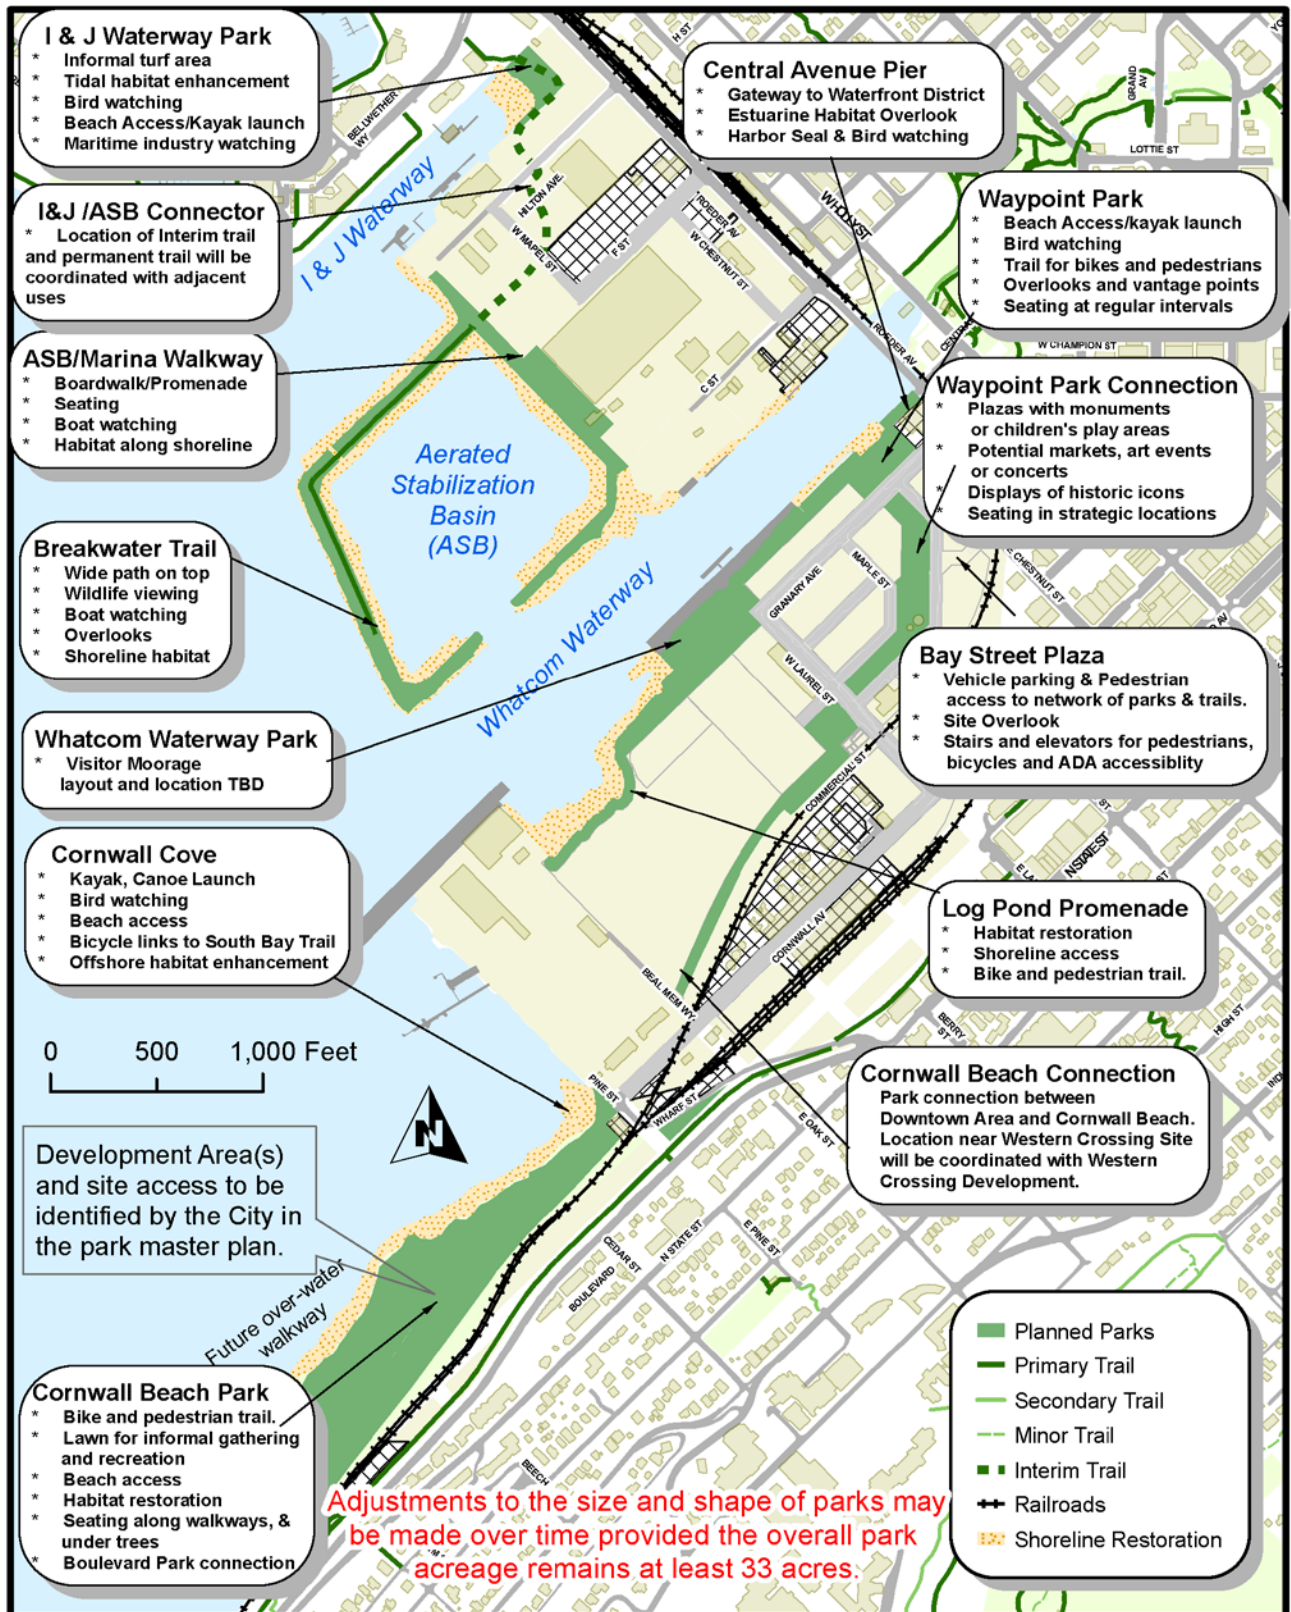 I & J Waterway Park
* Informal turf area
* Tidal habitat enhancement
* Bird watching
* Beach Access/Kayak launch
* Maritime industry watching
I&J /ASB Connector
* Location of Interim trail
and permanent trail will be
coordinated with adjacent
uses
ASB/Marina Walkway
* Boardwalk/Promenade
* Seating
* Boat watching
* Habitat along shoreline
Breakwater Trail
* Wide path on top
* Wildlife viewing
* Boat watching
* Overlooks
* Shoreline habitat
Whatcom Waterway Park
* Visitor Moorage
layout and location TBD
Cornwall Cove
* Kayak, Canoe Launch
* Bird watching
* Beach access
* Bicycle links to South Bay Trail
* Offshore habitat enhancement
0 500 1,000 Feet
N
Development Area(s)
and site access to be
identified by the City in
the park master plan.
Future over-water
walkway
Cornwall Beach Park
* Bike and pedestrian trail.
* Lawn for informal gathering
and recreation
* Beach access
* Habitat restoration
* Seating along walkways, &
under trees
* Boulevard Park connection
Central Avenue Pier
* Gateway to Waterfront District
* Estuarine Habitat Overlook
* Harbor Seal & Bird watching
Waypoint Park
* Beach Access/kayak launch
* Bird watching
* Trail for bikes and pedestrians
* Overlooks and vantage points
* Seating at regular intervals
Waypoint Park Connection
* Plazas with monuments
or children's play areas
* Potential markets, art events
or concerts
* Displays of historic icons
* Seating in strategic locations
Bay Street Plaza
* Vehicle parking & Pedestrian
access to network of parks & trails.
* Site Overlook
* Stairs and elevators for pedestrians,
bicycles and ADA accessiblity
Log Pond Promenade
* Habitat restoration
* Shoreline access
* Bike and pedestrian trail.
Cornwall Beach Connection
Park connection between
Downtown Area and Cornwall Beach.
Location near Western Crossing Site
will be coordinated with Western
Crossing Development.
Planned Parks
Primary Trail
Secondary Trail
Minor Trail
Interim Trail
Railroads
Shoreline Restoration
Adjustments to the size and shape of parks may
be made over time provided the overall park
acreage remains at least 33 acres.
I & J Waterway
Aerated
Stabilization
Basin
(ASB)
Whatcom Waterway
BELLWETHER
WY
HILTON AVE.
W MAPEL ST
F ST
ROEDER AV
W CHESTNUT ST
C ST
H ST
ROEDER AV
GRAND
AV
LOTTIE ST
W CHAMPION ST
E CHESTNUT ST
GRANARY AVE
MAPLE ST
W LAUREL ST
COMMERCIAL ST
CORNWALL AV
BEAL MEM WY.
PINE ST
WHARF ST
E OAK ST
BERRY
ST
HIGH ST
N STATE ST
E PINE ST
CEDAR ST
BOULEVARD
BEECH